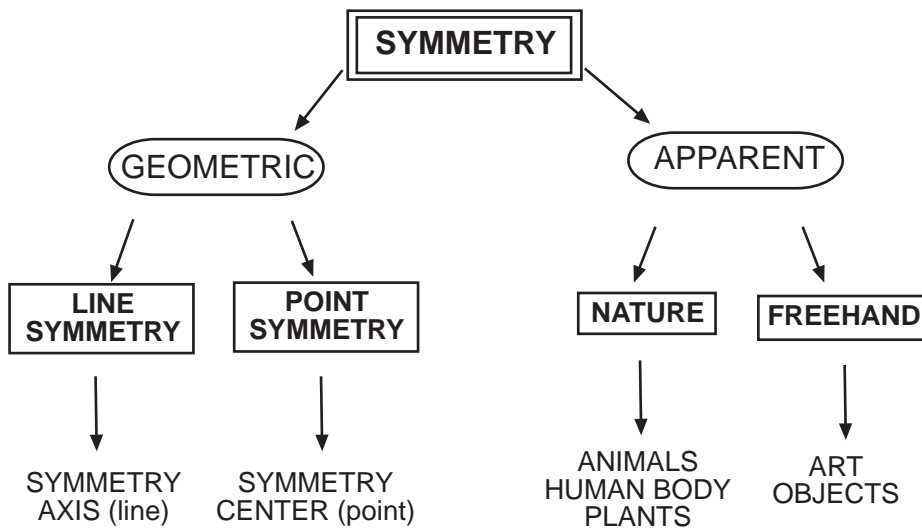 SYMMETRY
GEOMETRIC
APPARENT
LINE
SYMMETRY
POINT
SYMMETRY
NATURE
FREEHAND
SYMMETRY
AXIS (line)
SYMMETRY
CENTER (point)
ANIMALS
HUMAN BODY
PLANTS
ART
OBJECTS